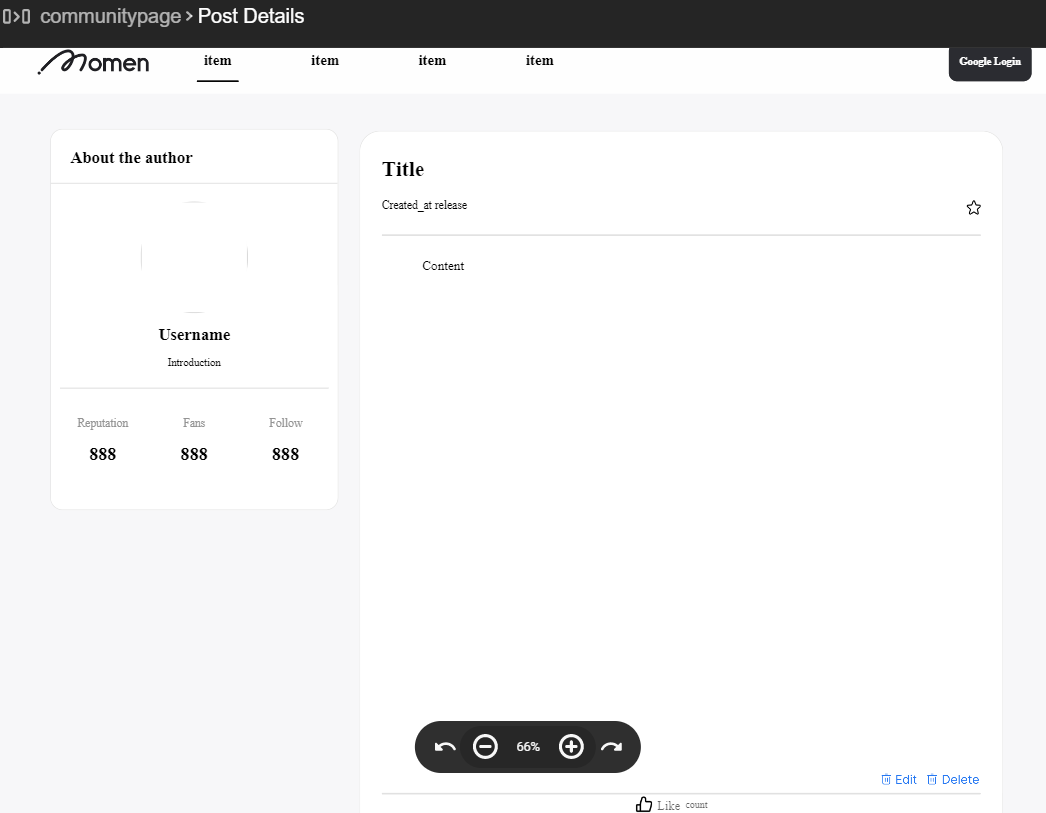 communitypage > Post Details
Momen item item item item Google Login
About the author
Username
Introduction
Reputation Fans Follow
888 888 888
Title
Created_at release
Content
66%
Edit Delete
Like count